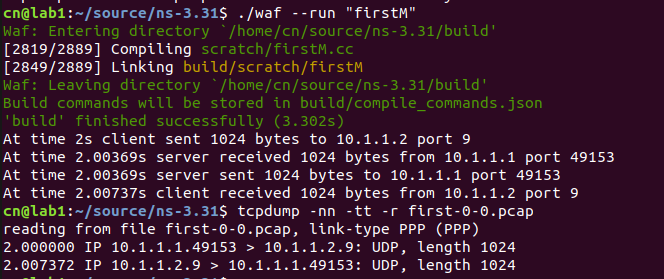 cn@lab1:~/source/ns-3.31$ ./waf --run "firstM"
Waf: Entering directory `/home/cn/source/ns-3.31/build'
[2819/2889] Compiling scratch/firstM.cc
[2849/2889] Linking build/scratch/firstM
Waf: Leaving directory `/home/cn/source/ns-3.31/build'
Build commands will be stored in build/compile_commands.json
'build' finished successfully (3.302s)
At time 2s client sent 1024 bytes to 10.1.1.2 port 9
At time 2.00369s server received 1024 bytes from 10.1.1.1 port 49153
At time 2.00369s server sent 1024 bytes to 10.1.1.1 port 49153
At time 2.00737s client received 1024 bytes from 10.1.1.2 port 9
cn@lab1:~/source/ns-3.31$ tcpdump -nn -tt -r first-0-0.pcap
reading from file first-0-0.pcap, link-type PPP (PPP)
2.000000 IP 10.1.1.1.49153 > 10.1.1.2.9: UDP, length 1024
2.007372 IP 10.1.1.2.9 > 10.1.1.1.49153: UDP, length 1024